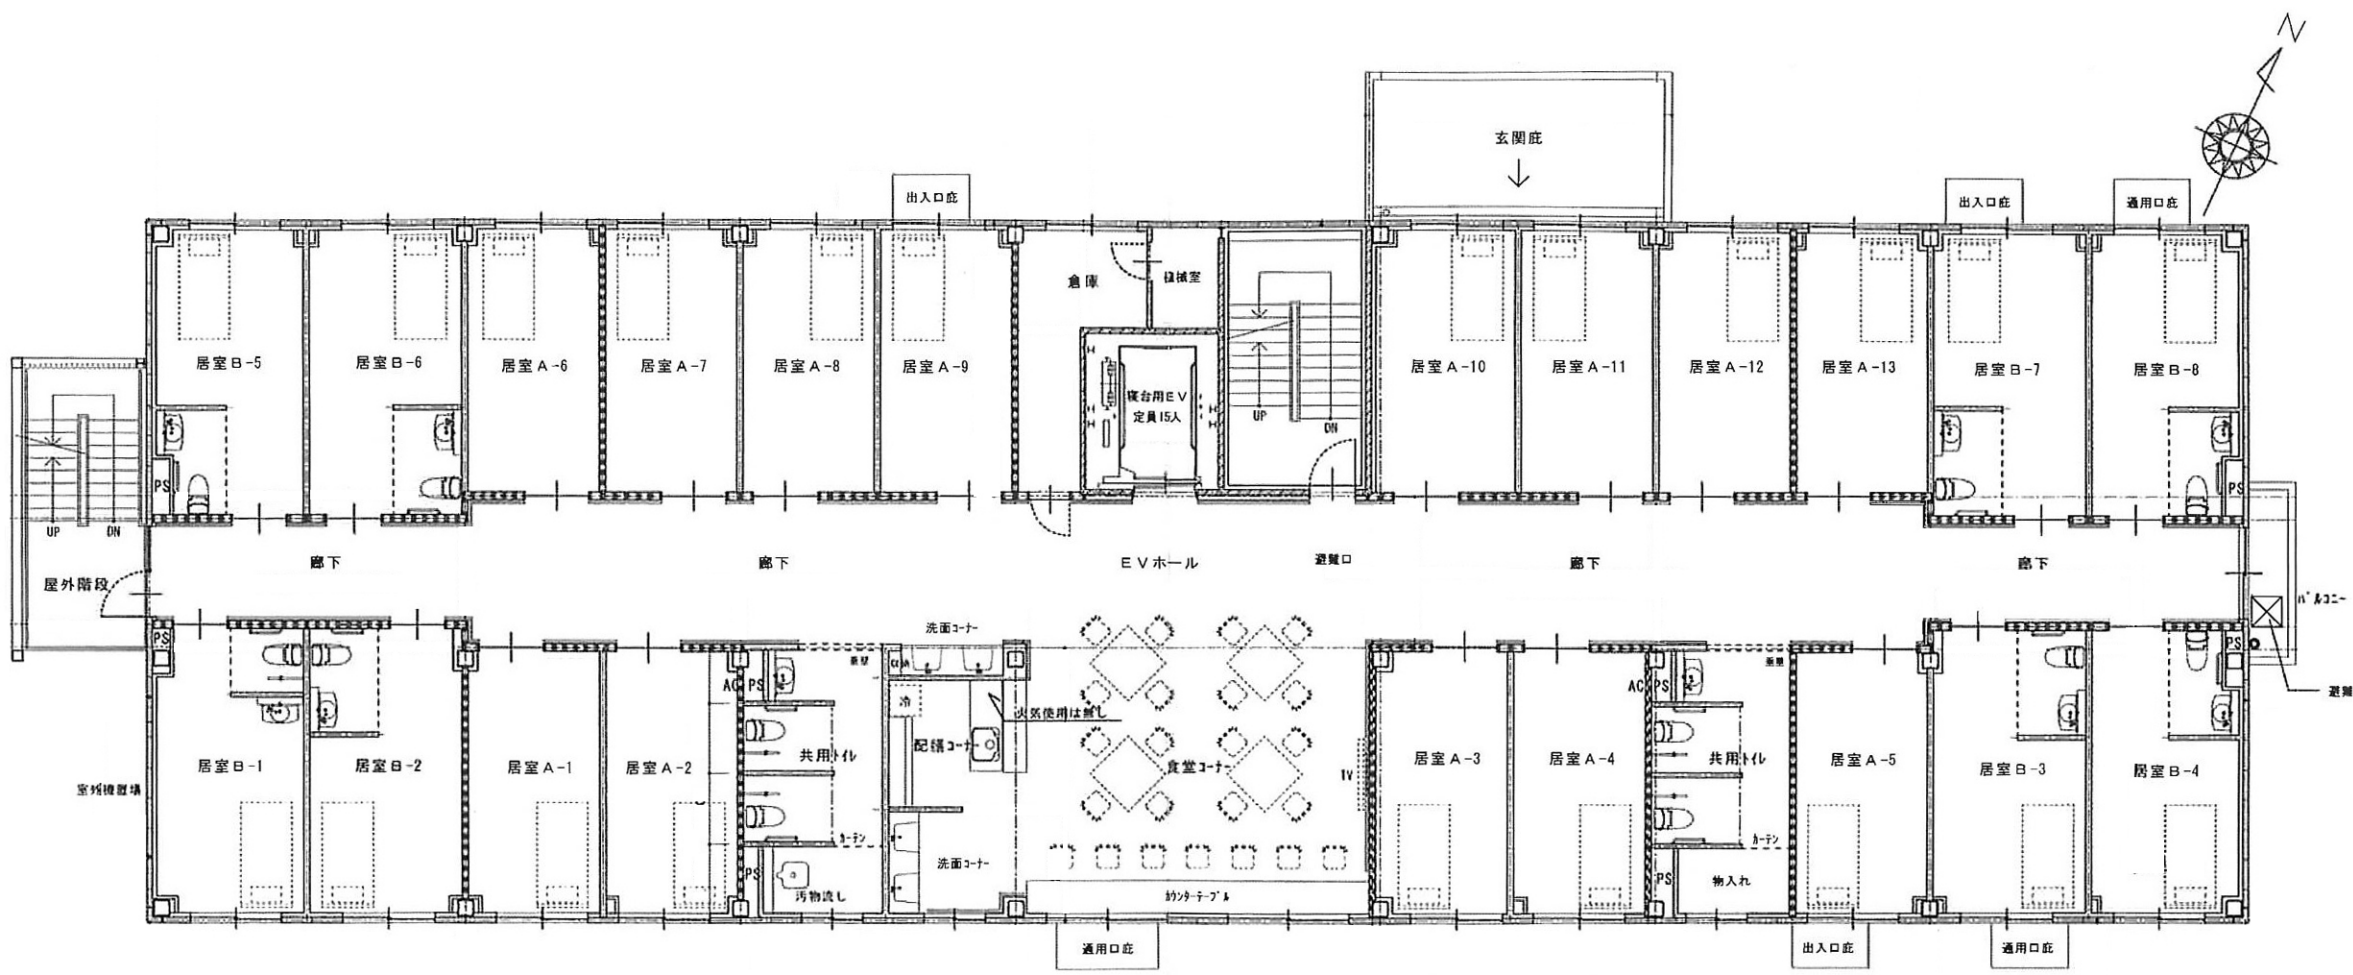 N
玄関庇
出入口庇
出入口庇
通用口庇
倉庫
機械室
居室B-5
居室B-6
居室A-6
居室A-7
居室A-8
居室A-9
寝台用EV
定員15人
UP
DN
居室A-10
居室A-11
居室A-12
居室A-13
居室B-7
居室B-8
H
H
H
H
H
PS
PS
UP
DN
屋外階段
廊下
廊下
EVホール
避難口
廊下
廊下
バルコニー
PS
洗面コーナー
垂壁
垂壁
PS
AC
PS
冷
火気使用は無し
AC
PS
避難
配膳コーナー
共用トイレ
食堂コーナー
TV
共用トイレ
居室B-1
居室B-2
居室A-1
居室A-2
居室A-3
居室A-4
居室A-5
居室B-3
居室B-4
室外機置場
カーテン
カーテン
洗面コーナー
PS
汚物流し
PS
物入れ
カウンターテーブル
通用口庇
出入口庇
通用口庇